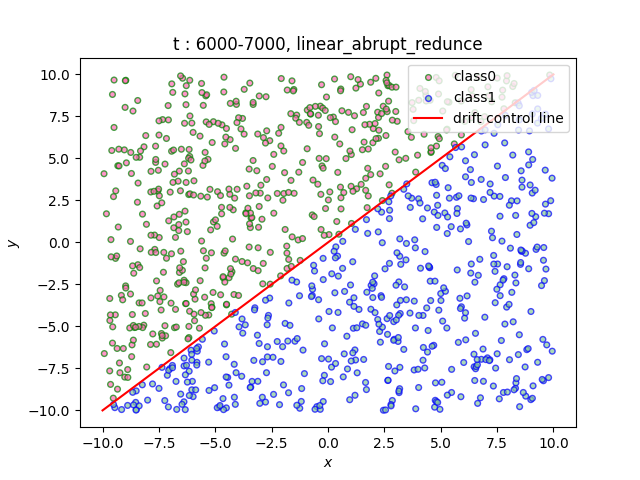 t : 6000-7000, linear_abrupt_redunce
class0
class1
drift control line
y
10.0
7.5
5.0
2.5
0.0
−2.5
−5.0
−7.5
−10.0
−10.0 −7.5 −5.0 −2.5 0.0 2.5 5.0 7.5 10.0
x